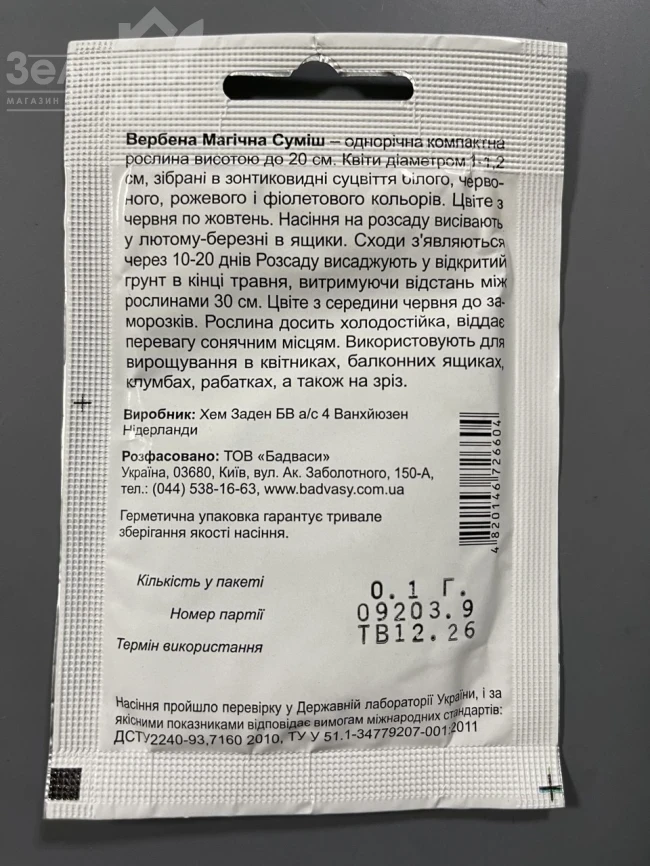 МАГАЗИН
Вербена Магічна Суміш – однорічна компактна
рослина висотою до 20 см. Квіти діаметром 1-1,2
см, зібрані в зонтиковидні суцвіття білого, черво-
ного, рожевого і фіолетового кольорів. Цвіте з
червня по жовтень. Насіння на розсаду висівають
у лютому-березні в ящики. Сходи з'являються
через 10-20 днів Розсаду висаджують у відкритий
грунт в кінці травня, витримуючи відстань між
рослинами 30 см. Цвіте з середини червня до за-
морозків. Рослина досить холодостійка, віддає
перевагу сонячним місцям. Використовують для
вирощування в квітниках, балконних ящиках,
клумбах, рабатках, а також на зріз.
Виробник: Хем Заден БВ а/с 4 Ванхйюзен
Нідерланди
Розфасовано: ТОВ «Бадваси»
Україна, 03680, Київ, вул. Ак. Заболотного, 150-А,
тел.: (044) 538-16-63, www.badvasy.com.ua
4 820146 726604
Герметична упаковка гарантує тривале
зберігання якості насіння.
Кількість у пакеті 0.1 Г.
Номер партії 09203.9
Термін використання ТВ12.26
Насіння пройшло перевірку у Державній лабораторії України, і за
якісними показниками відповідає вимогам міжнародних стандартів:
ДСТУ2240-93,7160 2010, ТУ У 51.1-34779207-001:2011